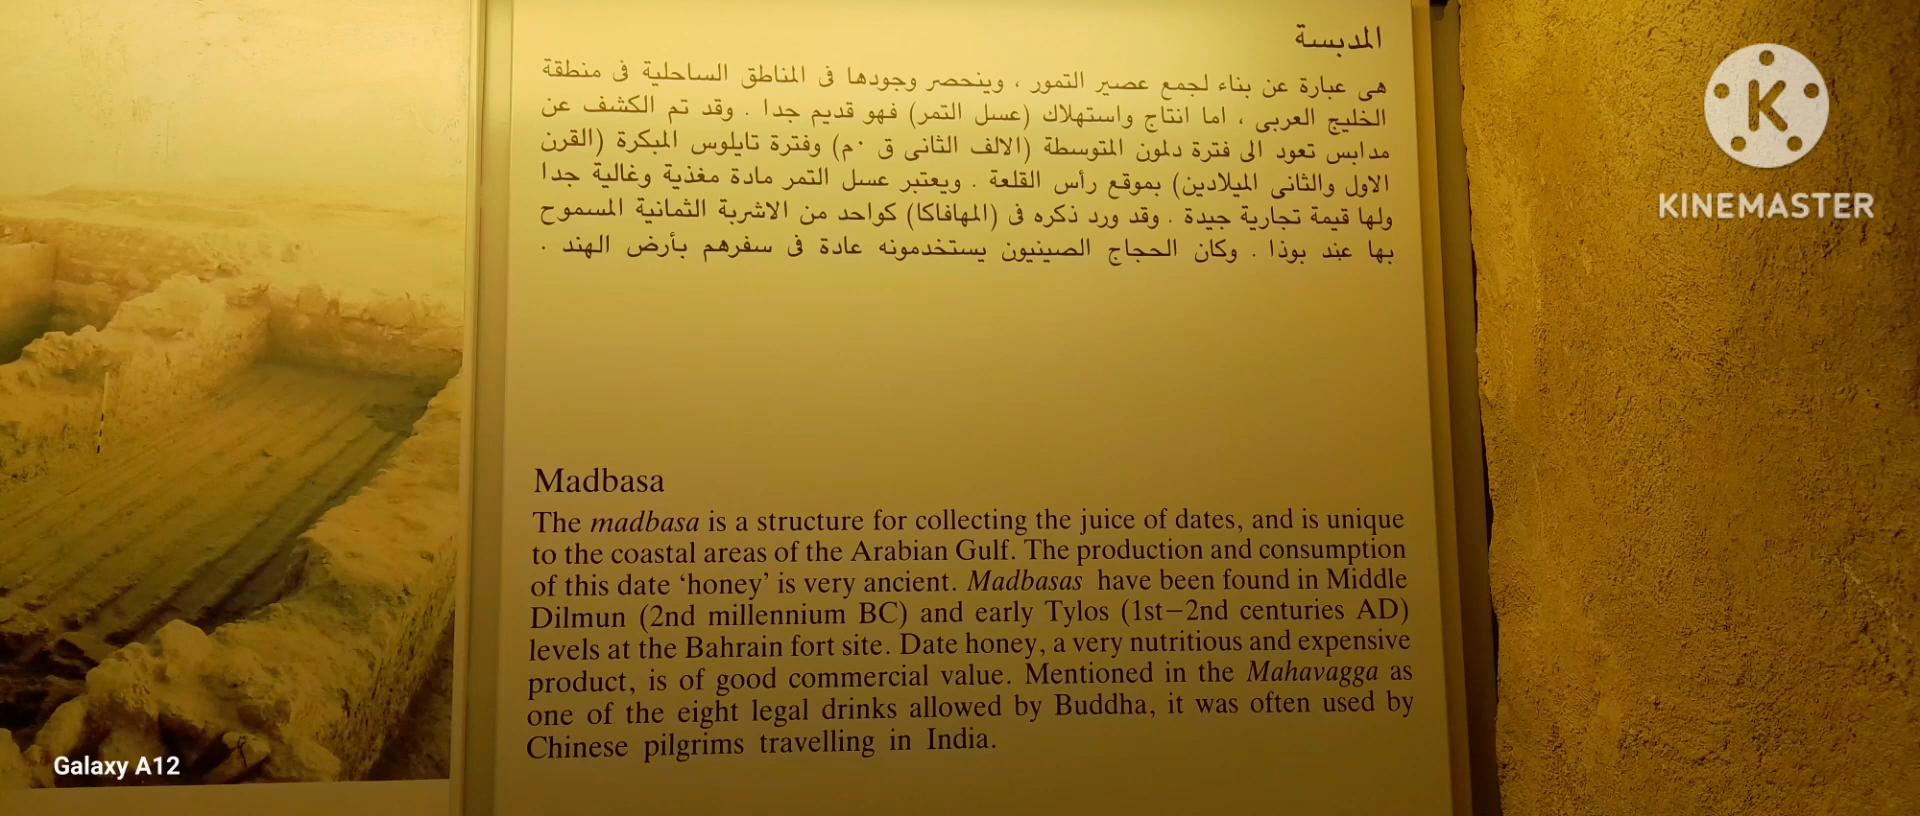 المدبسة
هى عبارة عن بناء لجمع عصير التمور ، وينحصر وجودها فى المناطق الساحلية فى منطقة
الخليج العربى ، اما انتاج واستهلاك (عسل التمر) فهو قديم جدا . وقد تم الكشف عن
مدابس تعود الى فترة دلمون المتوسطة (الالف الثانى ق ٠م) وفترة تايلوس المبكرة (القرن
الاول والثانى الميلادين) بموقع رأس القلعة . ويعتبر عسل التمر مادة مغذية وغالية جدا
ولها قيمة تجارية جيدة . وقد ورد ذكره فى (المهافاكا) كواحد من الاشربة الثمانية المسموح
بها عند بوذا . وكان الحجاج الصينيون يستخدمونه عادة فى سفرهم بأرض الهند .
Madbasa
The madbasa is a structure for collecting the juice of dates, and is unique
to the coastal areas of the Arabian Gulf. The production and consumption
of this date ‘honey’ is very ancient. Madbasas have been found in Middle
Dilmun (2nd millennium BC) and early Tylos (1st–2nd centuries AD)
levels at the Bahrain fort site. Date honey, a very nutritious and expensive
product, is of good commercial value. Mentioned in the Mahavagga as
one of the eight legal drinks allowed by Buddha, it was often used by
Chinese pilgrims travelling in India.
K
KINEMASTER
Galaxy A12